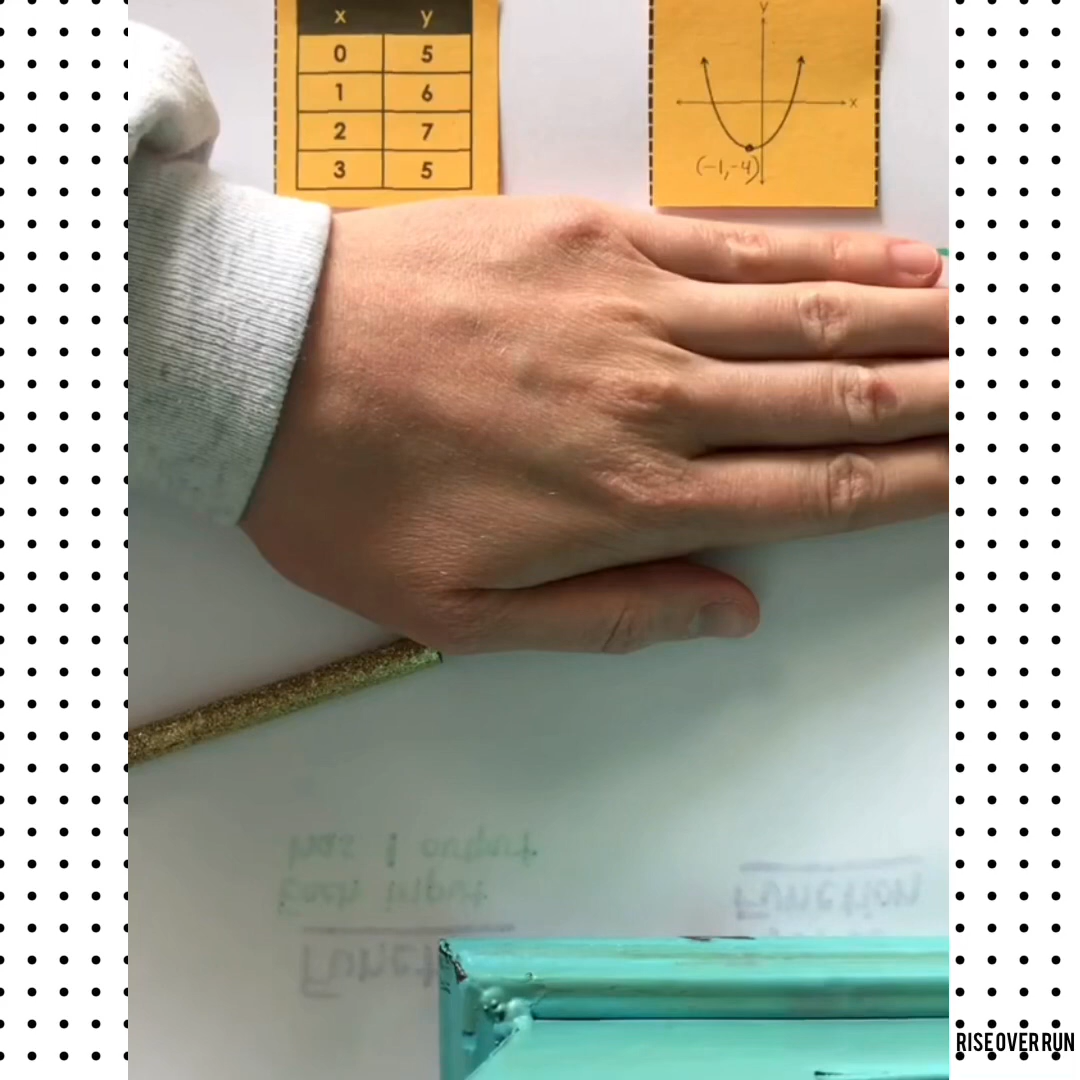 x y
0 5
1 6
2 7
3 5
y
x
(-1,-4)
has 1 output
Each input
Function
RISE OVER RUN